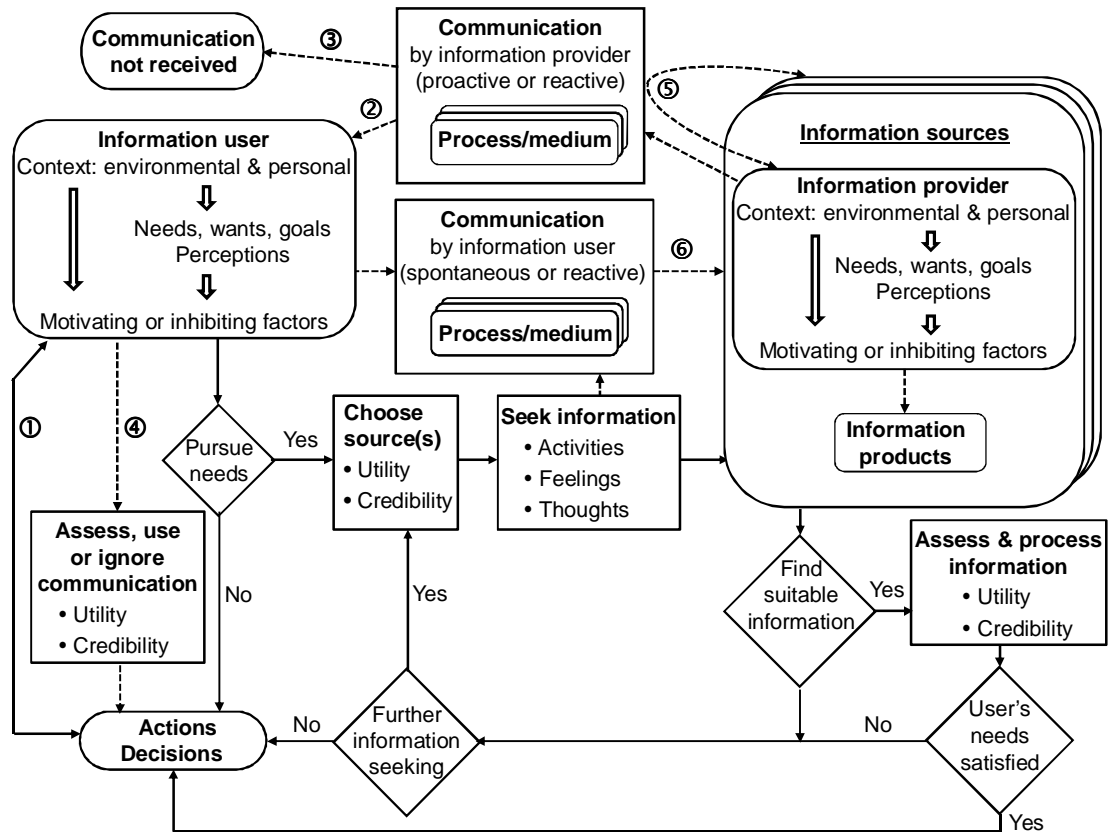 Communication
not received
③
Communication
by information provider
(proactive or reactive)
Process/medium
⑤
②
Information user
Context: environmental & personal
Needs, wants, goals
Perceptions
Motivating or inhibiting factors
Communication
by information user
(spontaneous or reactive)
Process/medium
⑥
Information sources
Information provider
Context: environmental & personal
Needs, wants, goals
Perceptions
Motivating or inhibiting factors
Information
products
①
④
Pursue
needs
Yes
No
Choose
source(s)
• Utility
• Credibility
Seek information
• Activities
• Feelings
• Thoughts
Assess, use
or ignore
communication
• Utility
• Credibility
Find
suitable
information
Yes
Assess & process
information
• Utility
• Credibility
Yes
Actions
Decisions
No
Further
information
seeking
No
User's
needs
satisfied
Yes